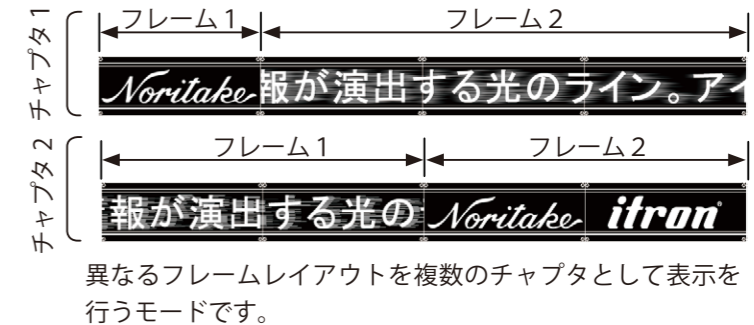 チャプタ1
フレーム1
フレーム2
Noritake 報が演出する光のライン。アイ
チャプタ2
フレーム1
フレーム2
報が演出する光の Noritake itron
異なるフレームレイアウトを複数のチャプタとして表示を
行うモードです。